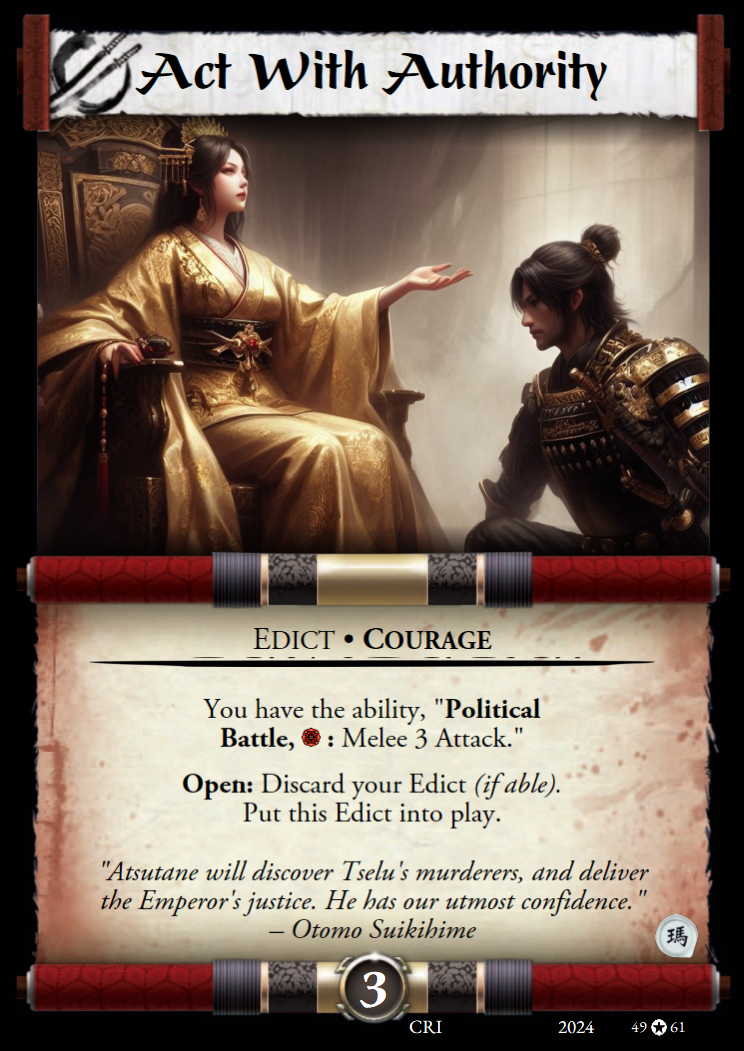 Act With Authority
EDICT • COURAGE
You have the ability, "Political
Battle, : Melee 3 Attack."
Open: Discard your Edict (if able).
Put this Edict into play.
"Atsutane will discover Tselu's murderers, and deliver
the Emperor's justice. He has our utmost confidence."
– Otomo Suikihime
瑪
3
CRI 2024 49 61